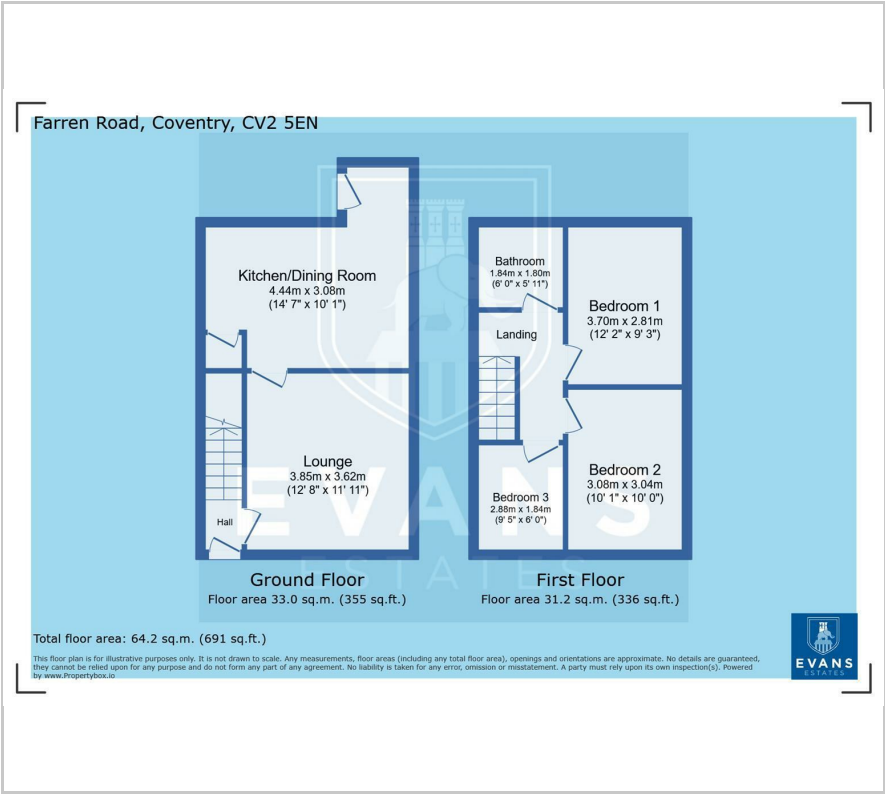 Farren Road, Coventry, CV2 5EN
Kitchen/Dining Room
4.44m x 3.08m
(14' 7" x 10' 1")
Lounge
3.85m x 3.62m
(12' 8" x 11' 11")
Hall
Bathroom
1.84m x 1.80m
(6' 0" x 5' 11")
Landing
Bedroom 1
3.70m x 2.81m
(12' 2" x 9' 3")
Bedroom 2
3.08m x 3.04m
(10' 1" x 10' 0")
Bedroom 3
2.88m x 1.84m
(9' 5" x 6' 0")
EVANS
ESTATES
Ground Floor
Floor area 33.0 sq.m. (355 sq.ft.)
First Floor
Floor area 31.2 sq.m. (336 sq.ft.)
Total floor area: 64.2 sq.m. (691 sq.ft.)
This floor plan is for illustrative purposes only. It is not drawn to scale. Any measurements, floor areas (including any total floor area), openings and orientations are approximate. No details are guaranteed,
they cannot be relied upon for any purpose and do not form any part of any agreement. No liability is taken for any error, omission or misstatement. A party must rely upon its own inspection(s). Powered
by www.Propertybox.io
EVANS
ESTATES